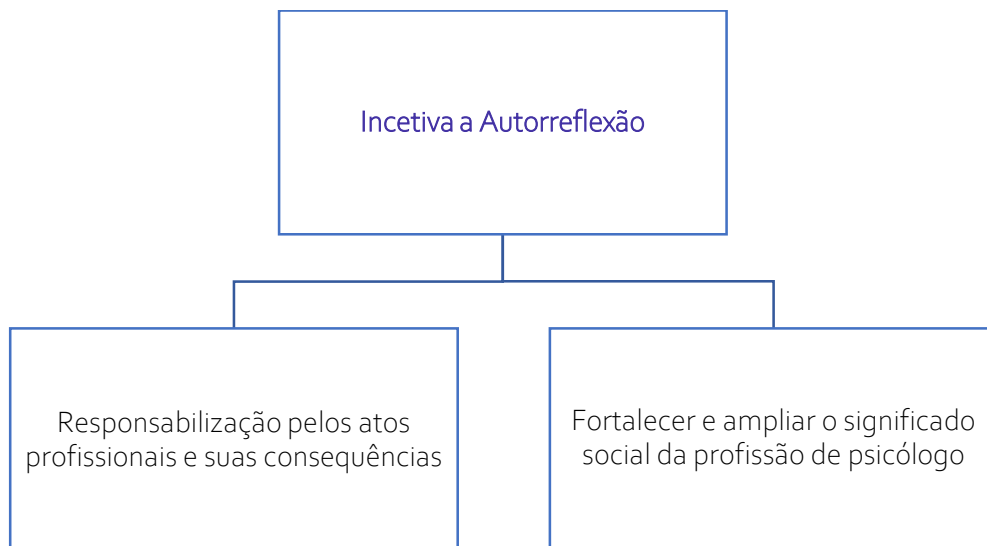 Incetiva a Autorreflexão
Responsabilização pelos atos
profissionais e suas consequências
Fortalecer e ampliar o significado
social da profissão de psicólogo